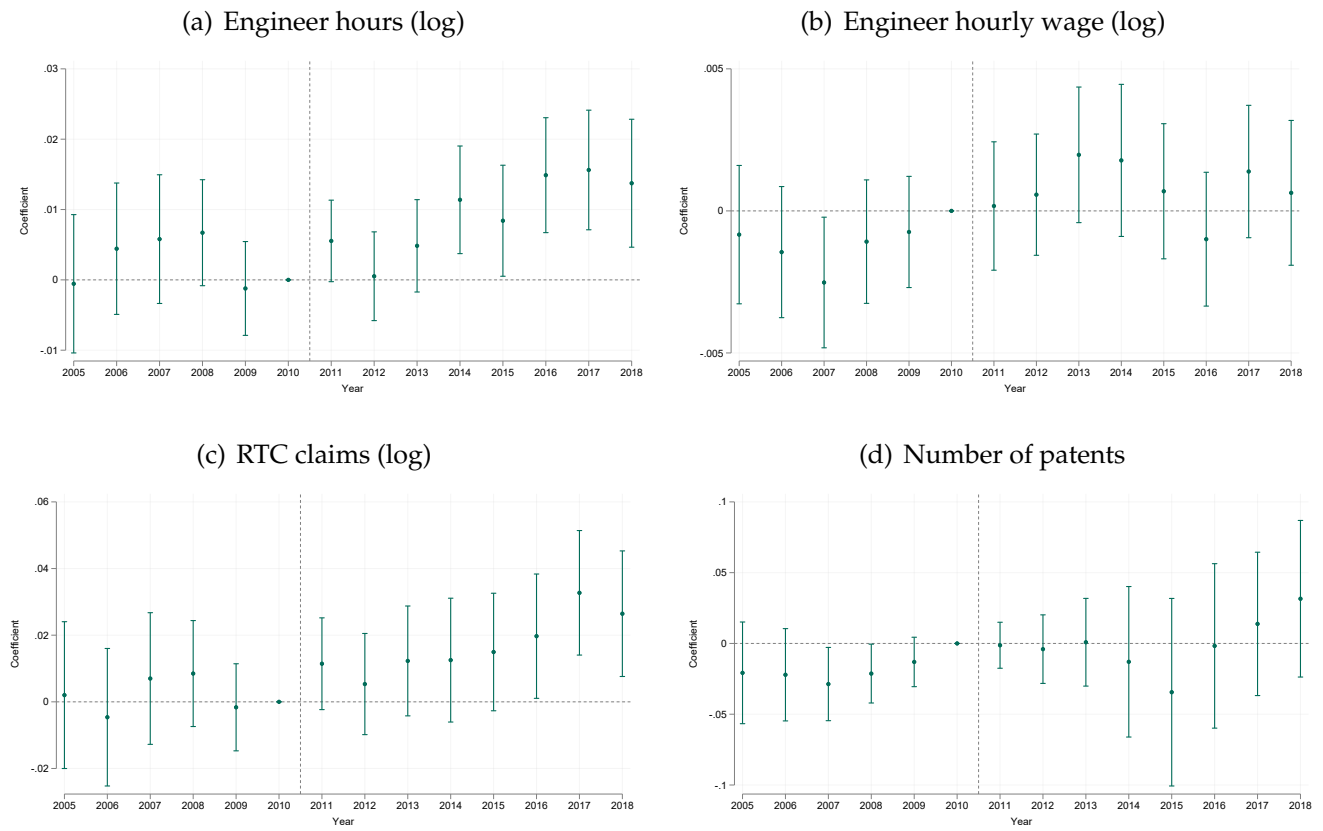 (a) Engineer hours (log)
.03
.02
.01
0
-.01
Coefficient
2005 2006 2007 2008 2009 2010 2011 2012 2013 2014 2015 2016 2017 2018
Year
(b) Engineer hourly wage (log)
.005
0
-.005
Coefficient
2005 2006 2007 2008 2009 2010 2011 2012 2013 2014 2015 2016 2017 2018
Year
(c) RTC claims (log)
.06
.04
.02
0
-.02
Coefficient
2005 2006 2007 2008 2009 2010 2011 2012 2013 2014 2015 2016 2017 2018
Year
(d) Number of patents
.1
.05
0
-.05
-.1
Coefficient
2005 2006 2007 2008 2009 2010 2011 2012 2013 2014 2015 2016 2017 2018
Year